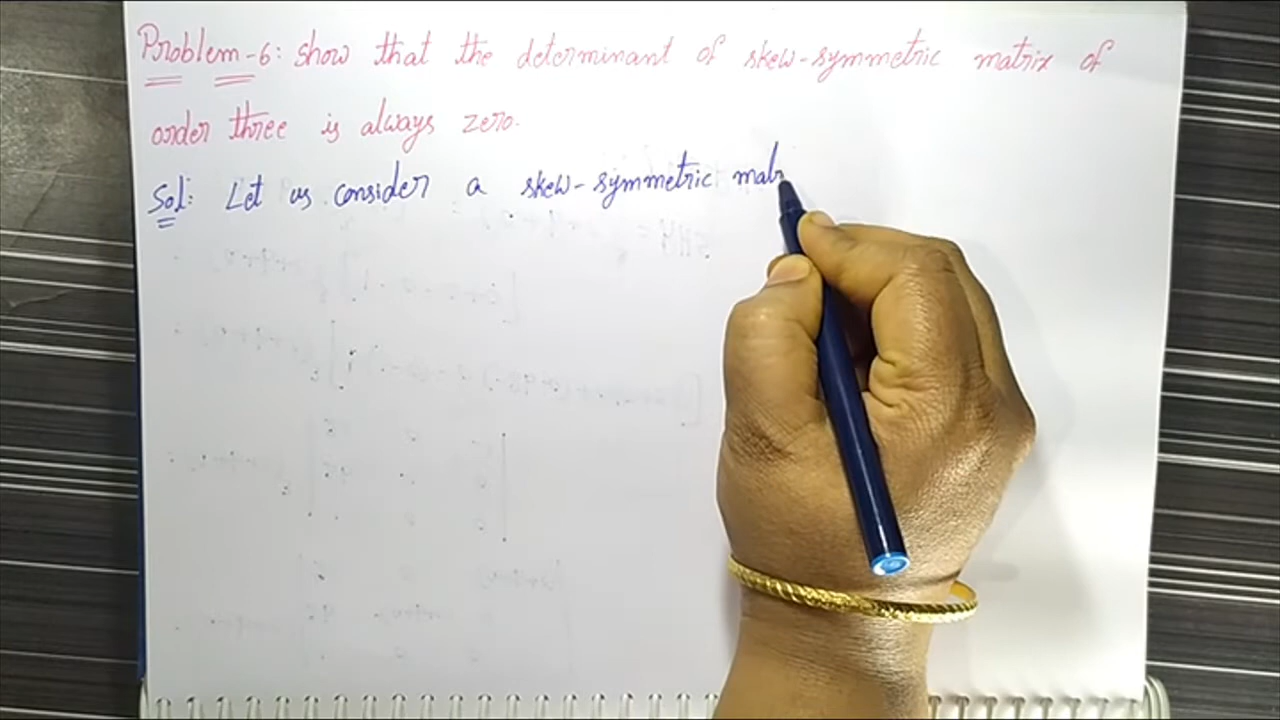 Problem-6: Show that the determinant of skew-symmetric matrix of
order three is always zero.
Sol: Let us consider a skew-symmetric mat